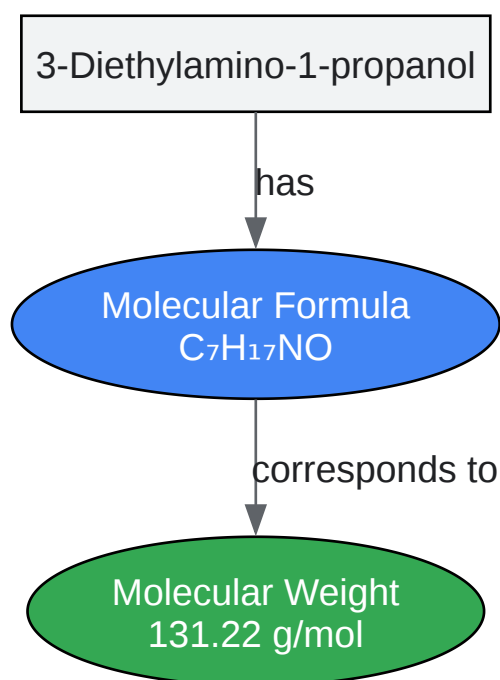 3-Diethylamino-1-propanol
has
Molecular Formula
C₇H₁₇NO
corresponds to
Molecular Weight
131.22 g/mol